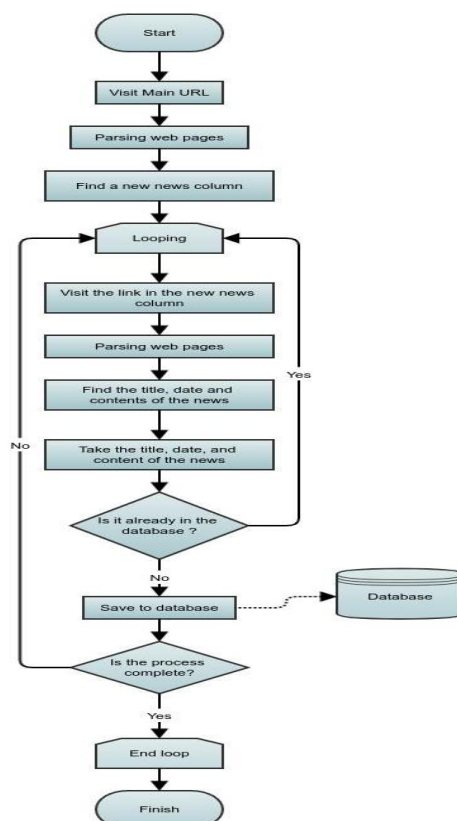 Start
Visit Main URL
Parsing web pages
Find a new news column
Looping
Visit the link in the new news
column
Parsing web pages
Yes
Find the title, date and
contents of the news
No
Take the title, date, and
content of the news
Is it already in the
database ?
No
Save to database
Database
Is the process
complete?
Yes
End loop
Finish